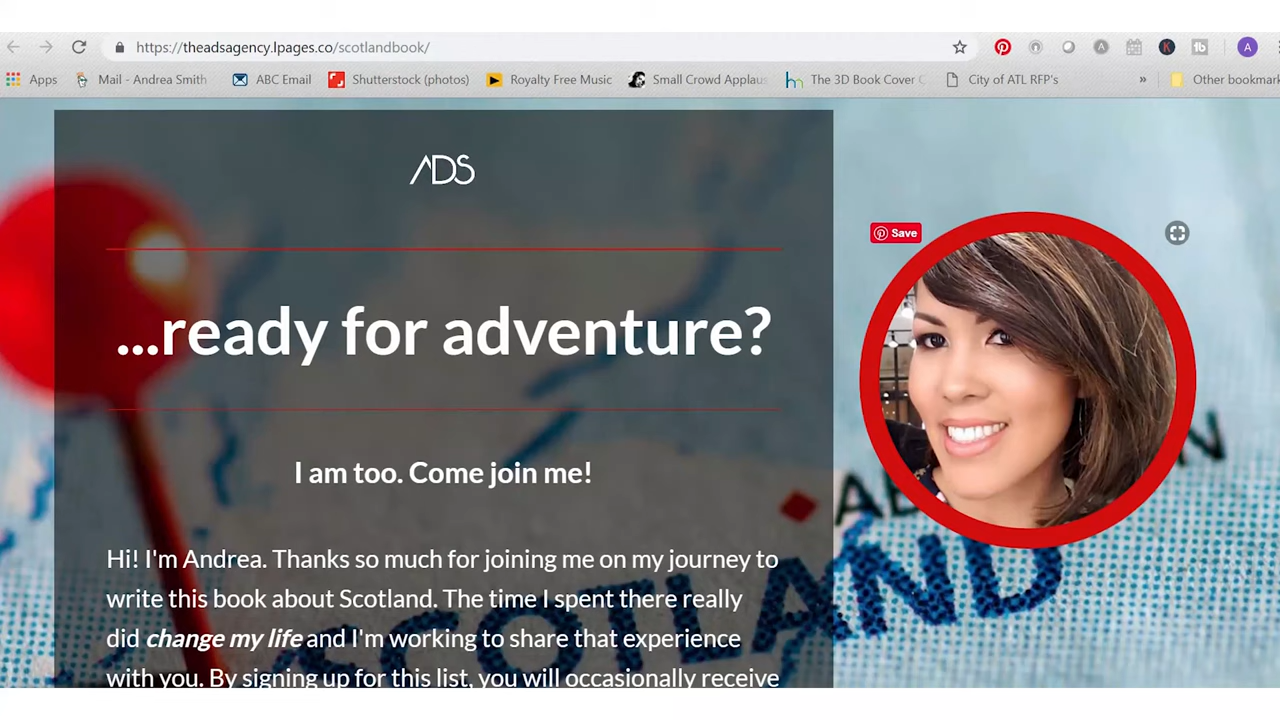 https://theadsagency.lpages.co/scotlandbook/
A
Apps
Mail - Andrea Smith
ABC Email
Shutterstock (photos)
Royalty Free Music
Small Crowd Applaus
The 3D Book Cover C
City of ATL RFP's
»
Other bookmark
ADS
Save
...ready for adventure?
I am too. Come join me!
Hi! I'm Andrea. Thanks so much for joining me on my journey to
write this book about Scotland. The time I spent there really
did change my life and I'm working to share that experience
with you. By signing up for this list, you will occasionally receive
SCOTLAND